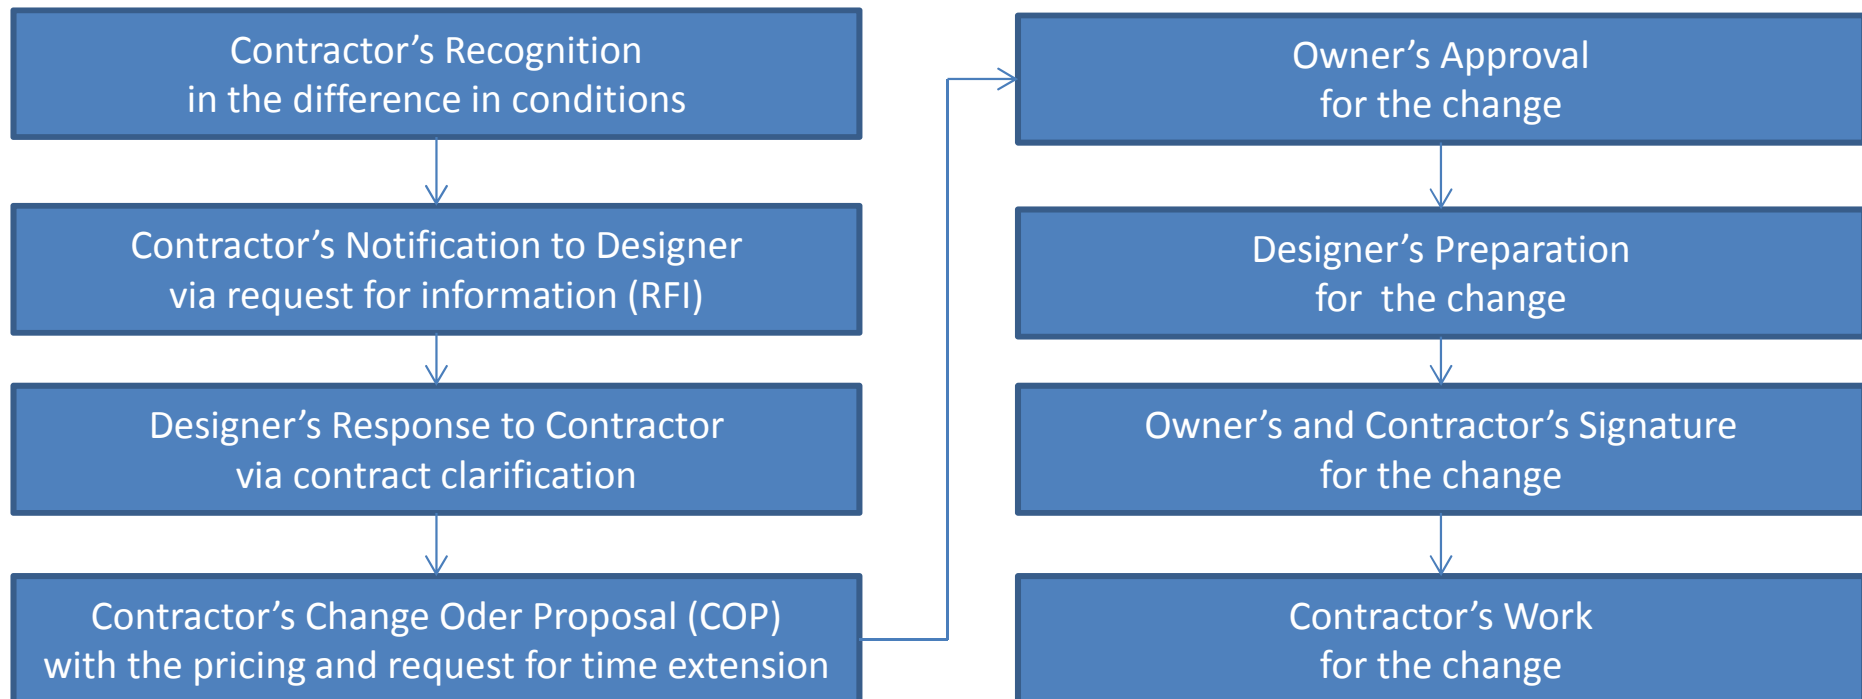 Contractor’s Recognition
in the difference in conditions
Contractor’s Notification to Designer
via request for information (RFI)
Designer’s Response to Contractor
via contract clarification
Contractor’s Change Oder Proposal (COP)
with the pricing and request for time extension
Owner’s Approval
for the change
Designer’s Preparation
for  the change
Owner’s and Contractor’s Signature
for the change
Contractor’s Work
for the change